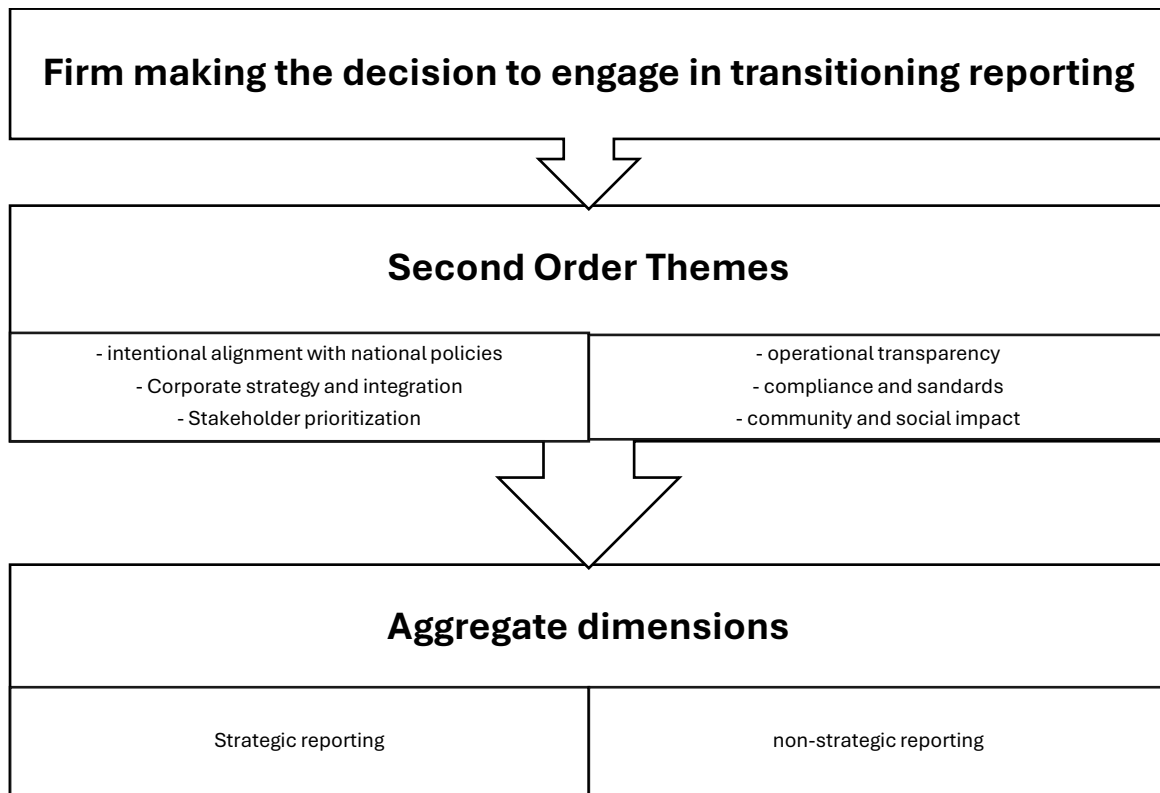 Firm making the decision to engage in transitioning reporting
Second Order Themes
- intentional alignment with national policies
- Corporate strategy and integration
- Stakeholder prioritization
- operational transparency
- compliance and sandards
- community and social impact
Aggregate dimensions
Strategic reporting
non-strategic reporting